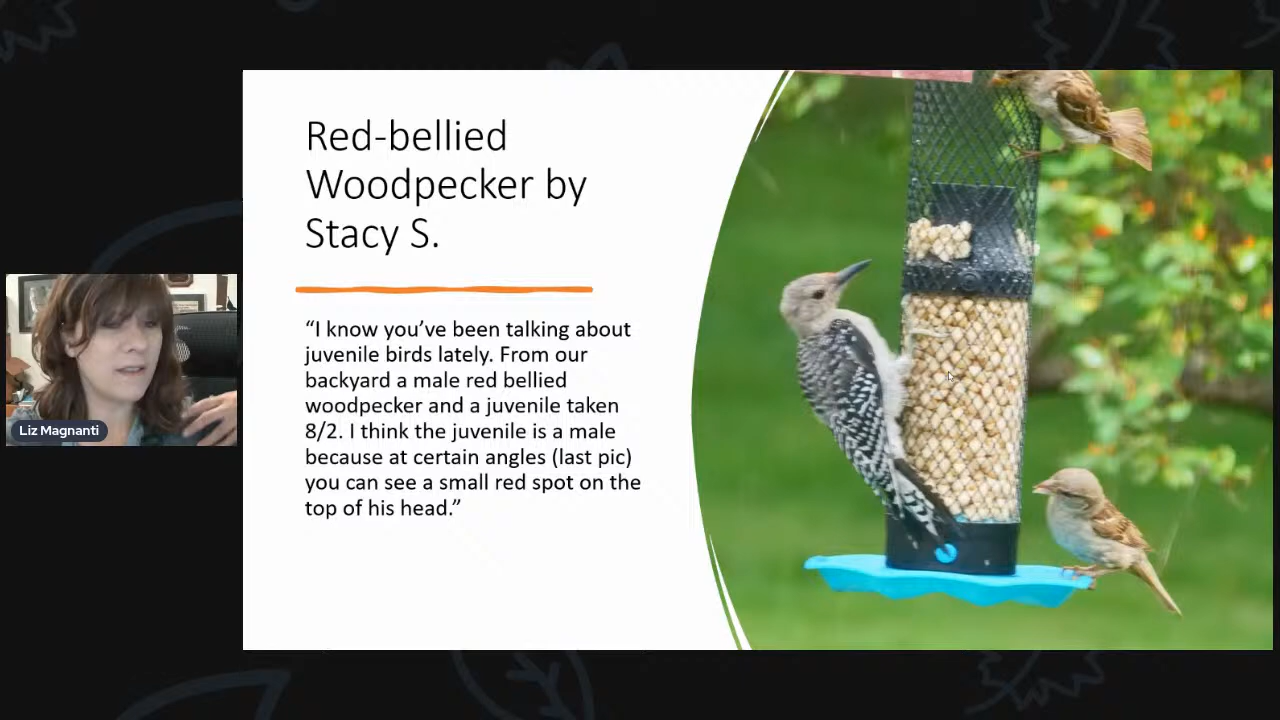 Red-bellied
Woodpecker by
Stacy S.
“I know you’ve been talking about
juvenile birds lately. From our
backyard a male red bellied
woodpecker and a juvenile taken
8/2. I think the juvenile is a male
because at certain angles (last pic)
you can see a small red spot on the
top of his head.”
Liz Magnanti